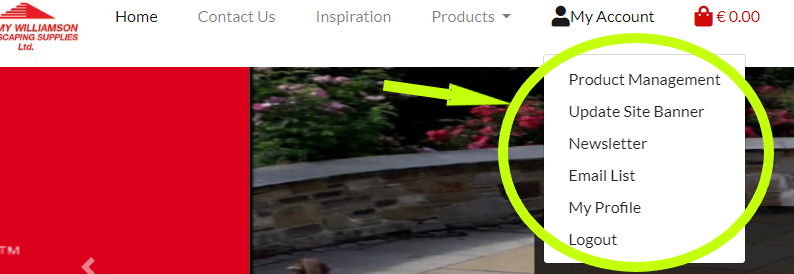 MY WILLIAMSON
SCAPING SUPPLIES
Ltd.
Home
Contact Us
Inspiration
Products
My Account
€ 0.00
Product Management
Update Site Banner
Newsletter
Email List
My Profile
Logout
TM